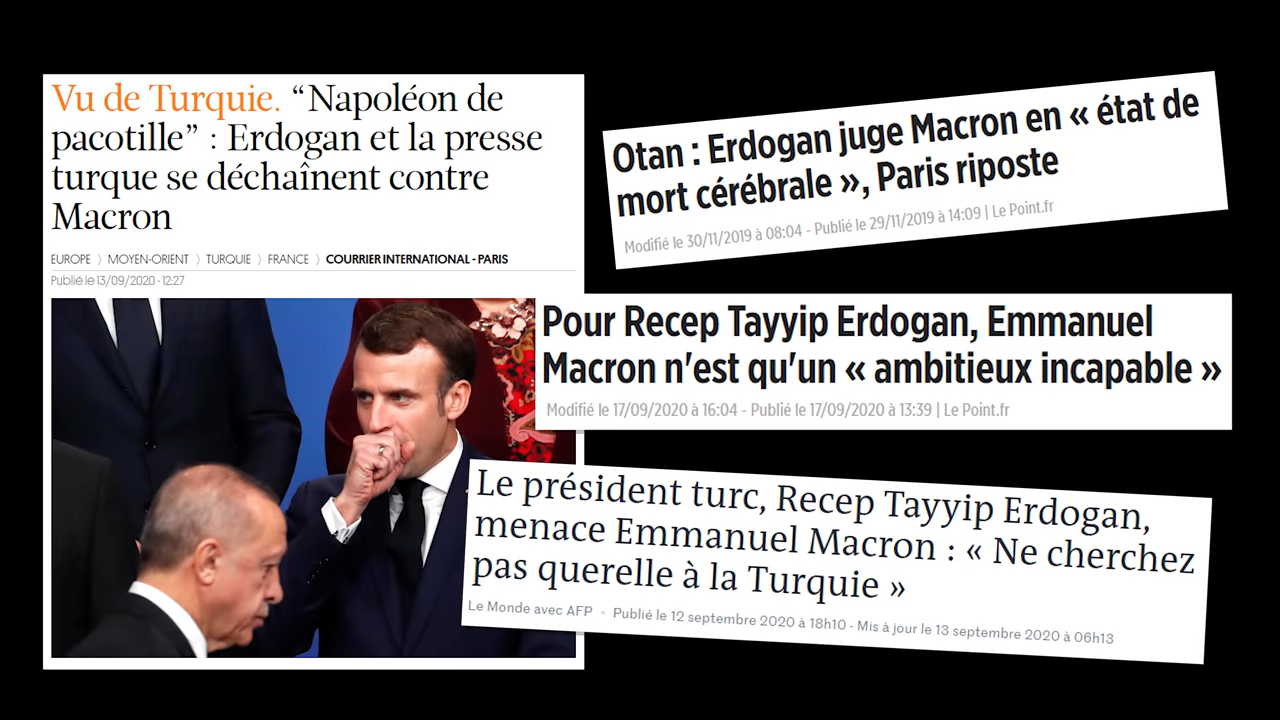 Vu de Turquie. “Napoléon de
pacotille” : Erdogan et la presse
turque se déchaînent contre
Macron
EUROPE 〉 MOYEN-ORIENT 〉 TURQUIE 〉 FRANCE 〉 COURRIER INTERNATIONAL - PARIS
Publié le 13/09/2020 - 12:27
Otan : Erdogan juge Macron en « état de
mort cérébrale », Paris riposte
Modifié le 30/11/2019 à 08:04 - Publié le 29/11/2019 à 14:09 | Le Point.fr
Pour Recep Tayyip Erdogan, Emmanuel
Macron n'est qu'un « ambitieux incapable »
Modifié le 17/09/2020 à 16:04 - Publié le 17/09/2020 à 13:39 | Le Point.fr
Le président turc, Recep Tayyip Erdogan,
menace Emmanuel Macron : « Ne cherchez
pas querelle à la Turquie »
Le Monde avec AFP • Publié le 12 septembre 2020 à 18h10 - Mis à jour le 13 septembre 2020 à 06h13